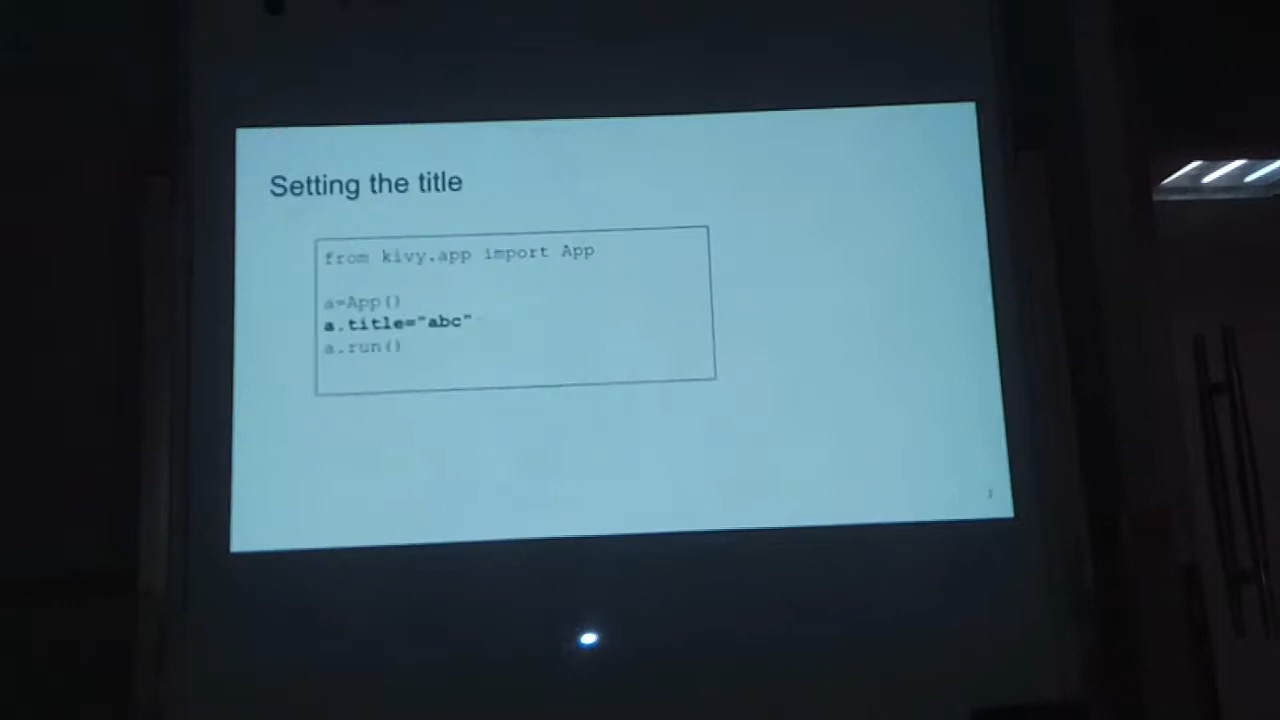 Setting the title
from kivy.app import App
a=App()
a.title="abc"
a.run()